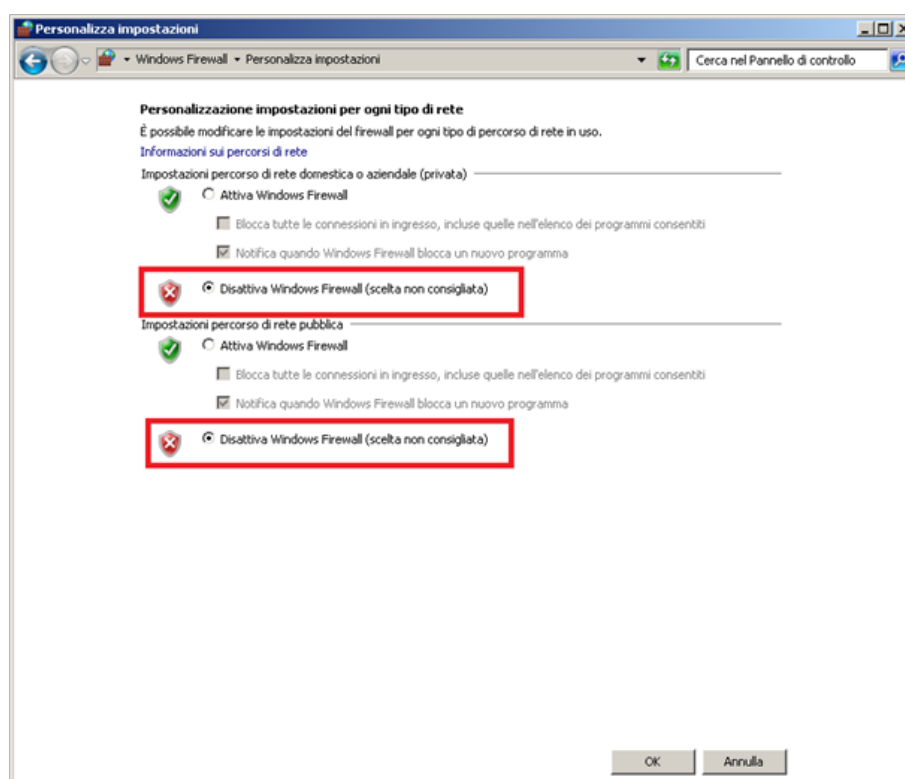 Personalizza impostazioni
Windows Firewall Personalizza impostazioni
Cerca nel Pannello di controllo
Personalizzazione impostazioni per ogni tipo di rete
È possibile modificare le impostazioni del firewall per ogni tipo di percorso di rete in uso.
Informazioni sui percorsi di rete
Impostazioni percorso di rete domestica o aziendale (privata)
Attiva Windows Firewall
Blocca tutte le connessioni in ingresso, incluse quelle nell'elenco dei programmi consentiti
Notifica quando Windows Firewall blocca un nuovo programma
Disattiva Windows Firewall (scelta non consigliata)
Impostazioni percorso di rete pubblica
Attiva Windows Firewall
Blocca tutte le connessioni in ingresso, incluse quelle nell'elenco dei programmi consentiti
Notifica quando Windows Firewall blocca un nuovo programma
Disattiva Windows Firewall (scelta non consigliata)
OK Annulla